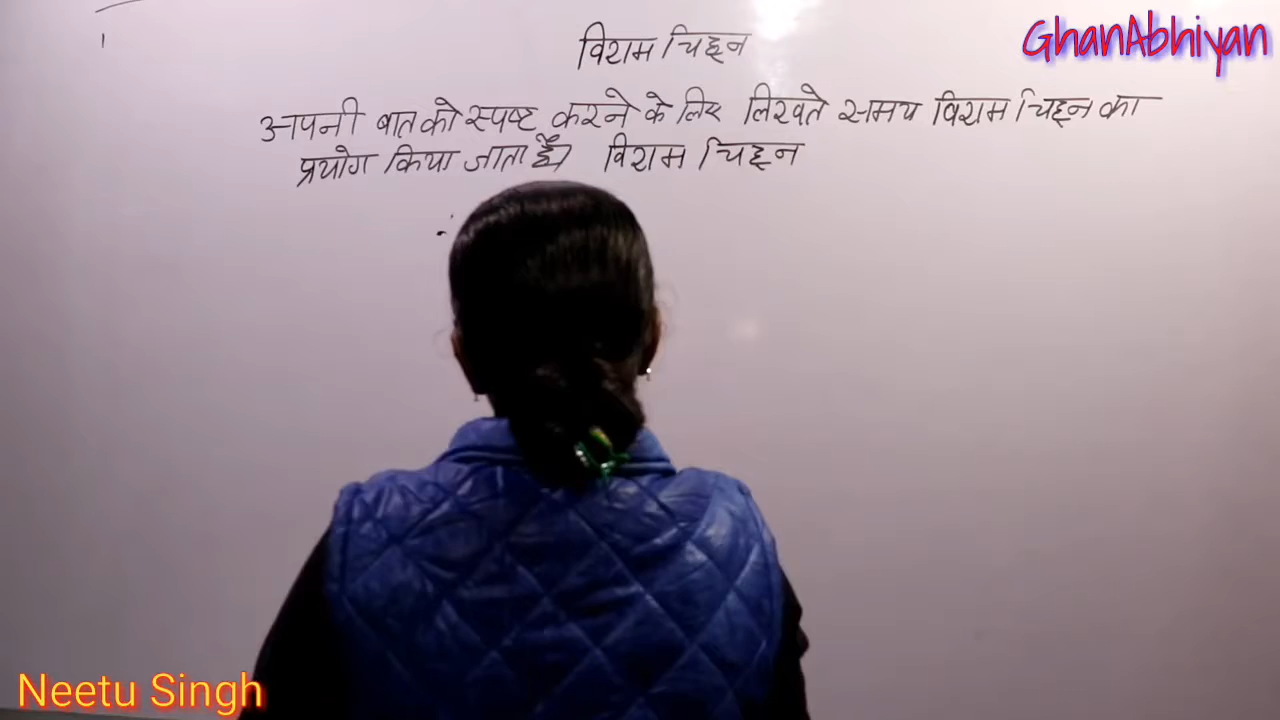 विराम चिह्न
GhanAbhiyan
अपनी बात को स्पष्ट करने के लिए लिखते समय विराम चिह्न का
प्रयोग किया जाता है। विराम चिह्न
Neetu Singh